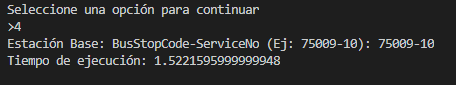 Seleccione una opción para continuar
>4
Estación Base: BusStopCode-ServiceNo (Ej: 75009-10): 75009-10
Tiempo de ejecución: 1.5221595999999948